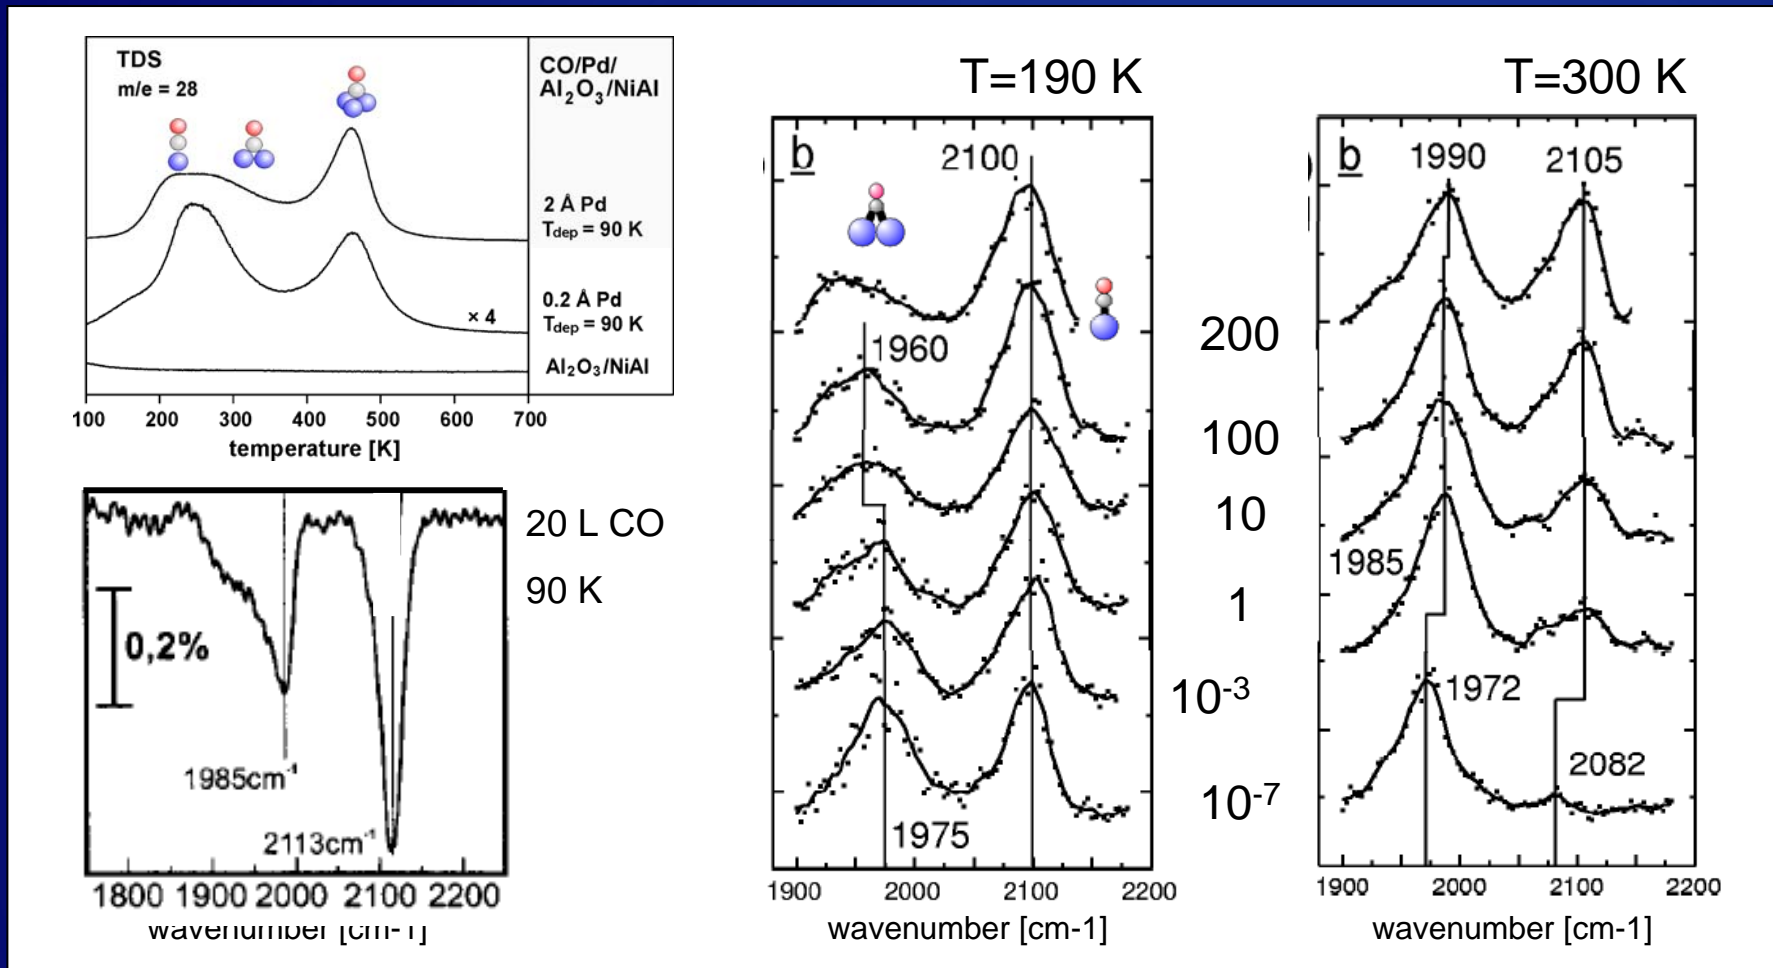 TDS
m/e = 28
CO/Pd/
Al₂O₃/NiAl
2 Å Pd
Tdep = 90 K
0.2 Å Pd
× 4
Tdep = 90 K
Al₂O₃/NiAl
100 200 300 400 500 600 700
temperature [K]
20 L CO
90 K
0,2%
1985cm⁻¹
2113cm⁻¹
1800 1900 2000 2100 2200
wavenumber [cm-1]
T=190 K
b
2100
1960
1975
1900 2000 2100 2200
wavenumber [cm-1]
200
100
10
1
10⁻³
10⁻⁷
T=300 K
b
1990
2105
1985
1972
2082
1900 2000 2100 2200
wavenumber [cm-1]